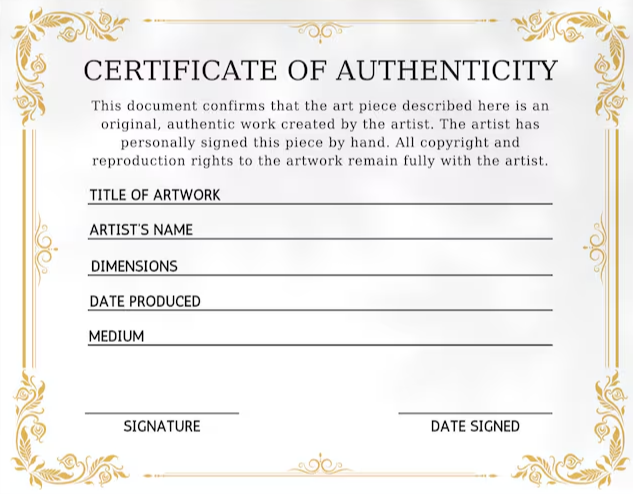 CERTIFICATE OF AUTHENTICITY
This document confirms that the art piece described here is an
original, authentic work created by the artist. The artist has
personally signed this piece by hand. All copyright and
reproduction rights to the artwork remain fully with the artist.
TITLE OF ARTWORK
ARTIST'S NAME
DIMENSIONS
DATE PRODUCED
MEDIUM
SIGNATURE
DATE SIGNED